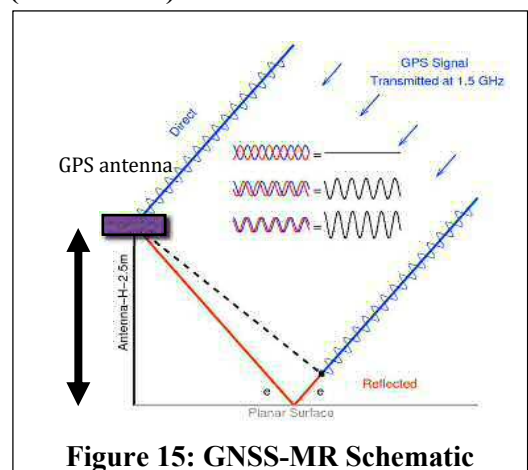 GPS Signal
Transmitted at 1.5 GHz
Direct
GPS antenna
=
=
=
Antenna-H-2.5m
e
e
Reflected
Planar Surface
Figure 15: GNSS-MR Schematic